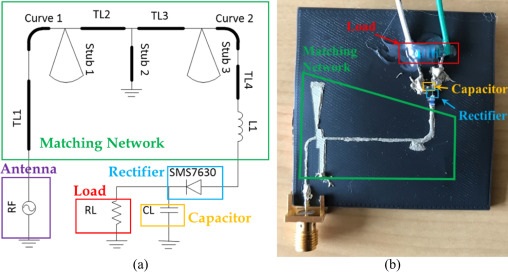 Curve 1
TL2
TL3
Curve 2
Stub 1
Stub 2
Stub 3
TL4
TL1
L1
Matching Network
Antenna
RF
Load
RL
Rectifier
SMS7630
CL
Capacitor
(a)
Load
Matching
Network
Capacitor
Rectifier
(b)